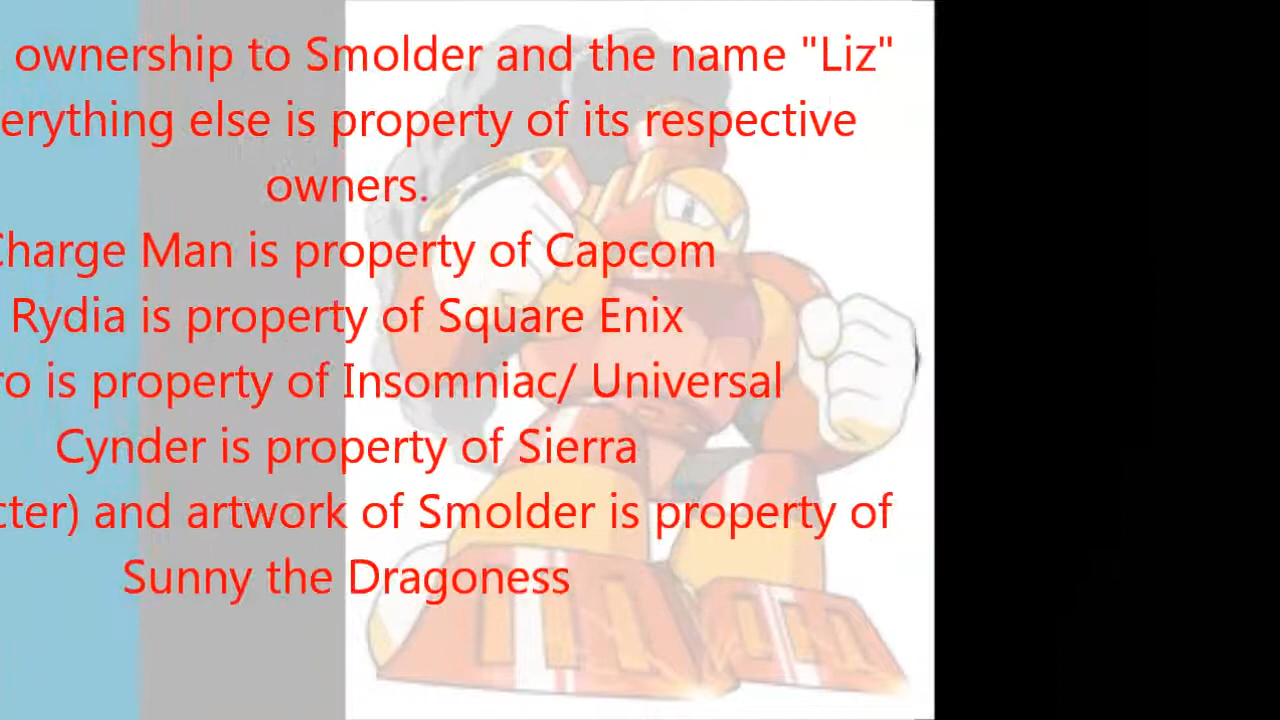 ownership to Smolder and the name "Liz"
erything else is property of its respective
owners.
Charge Man is property of Capcom
Rydia is property of Square Enix
ro is property of Insomniac/ Universal
Cynder is property of Sierra
cter) and artwork of Smolder is property of
Sunny the Dragoness